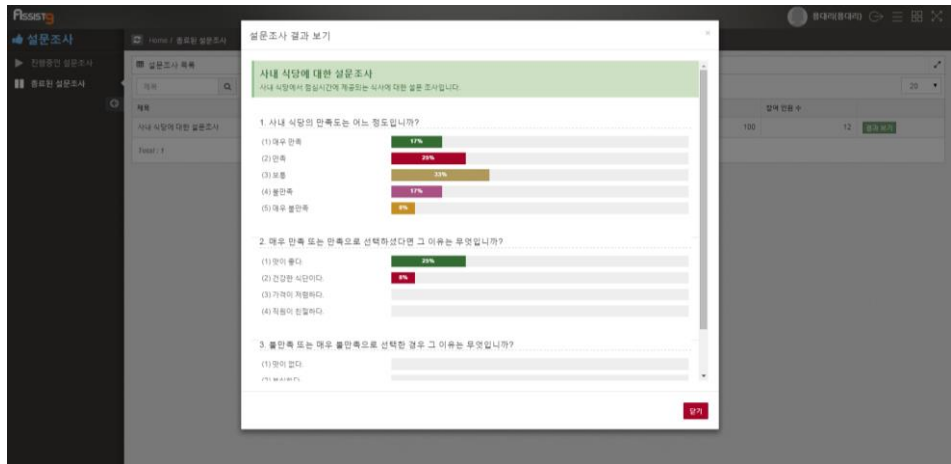 Assist9
홍대리(홍대리)
설문조사
Home / 종료된 설문조사
설문조사 결과 보기
×
진행중인 설문조사
종료된 설문조사
설문조사 목록
제목
20
제목
참여 인원 수
사내 식당에 대한 설문조사
100
12
결과 보기
Total : 1
사내 식당에 대한 설문조사
사내 식당에서 점심시간에 제공되는 식사에 대한 설문 조사입니다.
1. 사내 식당의 만족도는 어느 정도입니까?
(1) 매우 만족
17%
(2) 만족
25%
(3) 보통
33%
(4) 불만족
17%
(5) 매우 불만족
8%
2. 매우 만족 또는 만족으로 선택하셨다면 그 이유는 무엇입니까?
(1) 맛이 좋다.
25%
(2) 건강한 식단이다.
8%
(3) 가격이 저렴하다.
(4) 직원이 친절하다.
3. 불만족 또는 매우 불만족으로 선택한 경우 그 이유는 무엇입니까?
(1) 맛이 없다.
닫기